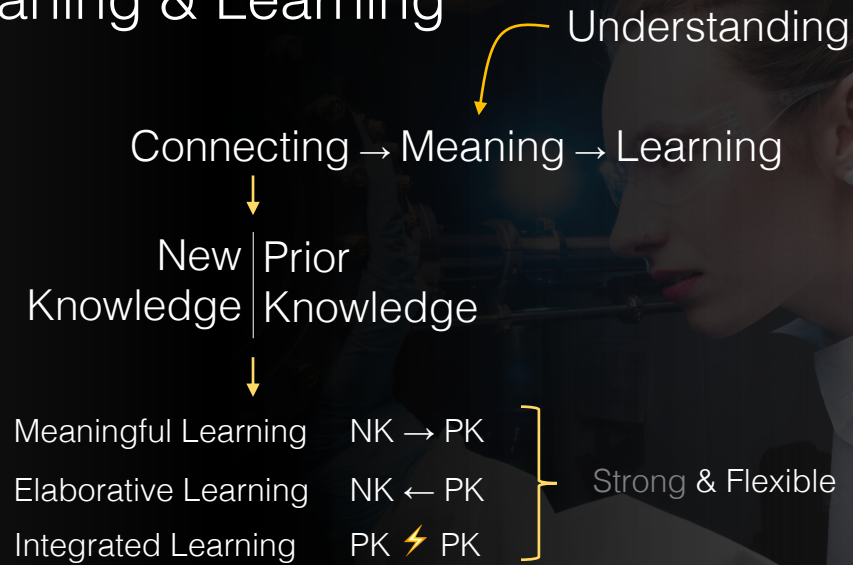 aning & Learning
Understanding
Connecting → Meaning → Learning
New | Prior
Knowledge | Knowledge
Meaningful Learning NK → PK
Elaborative Learning NK ← PK
Integrated Learning PK ⚡ PK
Strong & Flexible